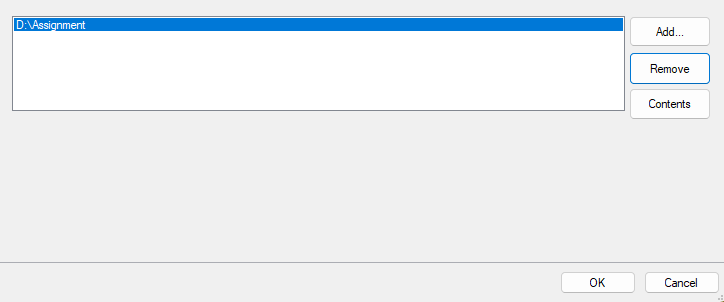 D:\Assignment
Add...
Remove
Contents
OK
Cancel